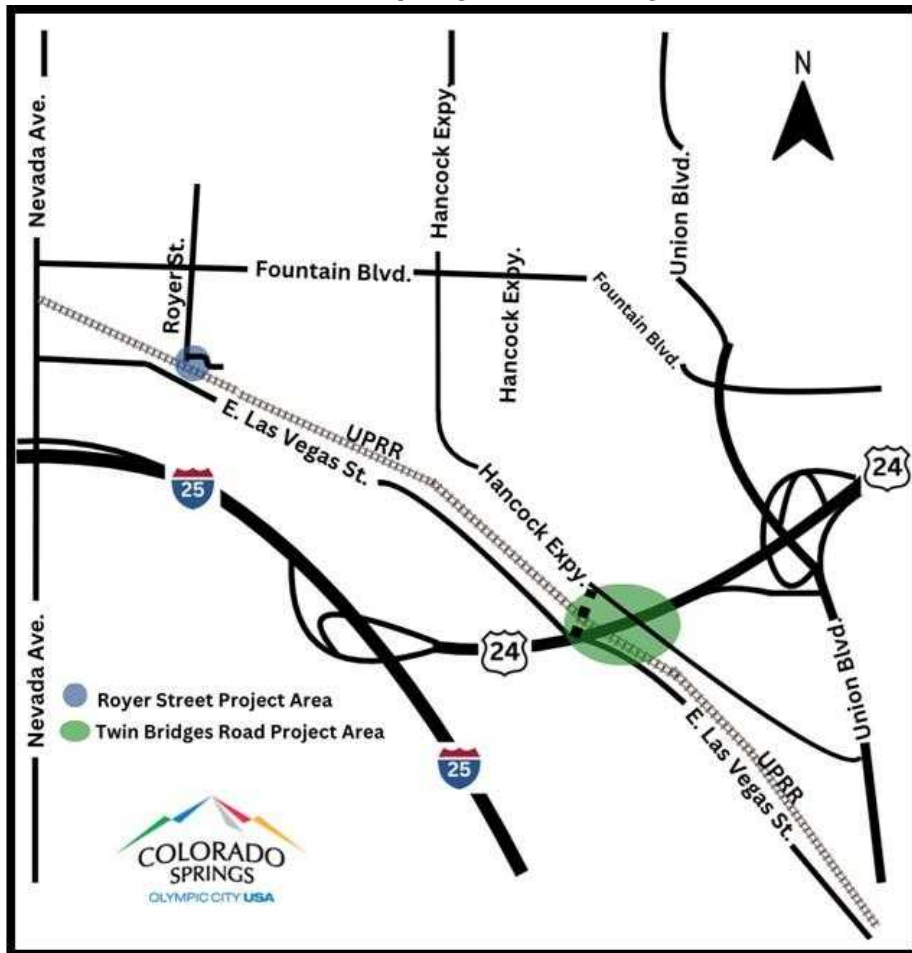 N
Nevada Ave.
Hancock Expy.
Union Blvd.
Royer St.
Fountain Blvd.
Hancock Expy.
Fountain Blvd.
E. Las Vegas St.
UPRR
25
24
Hancock Expy.
24
Nevada Ave.
Union Blvd.
Royer Street Project Area
Twin Bridges Road Project Area
25
E. Las Vegas St.
UPRR
COLORADO
SPRINGS
OLYMPIC CITY USA